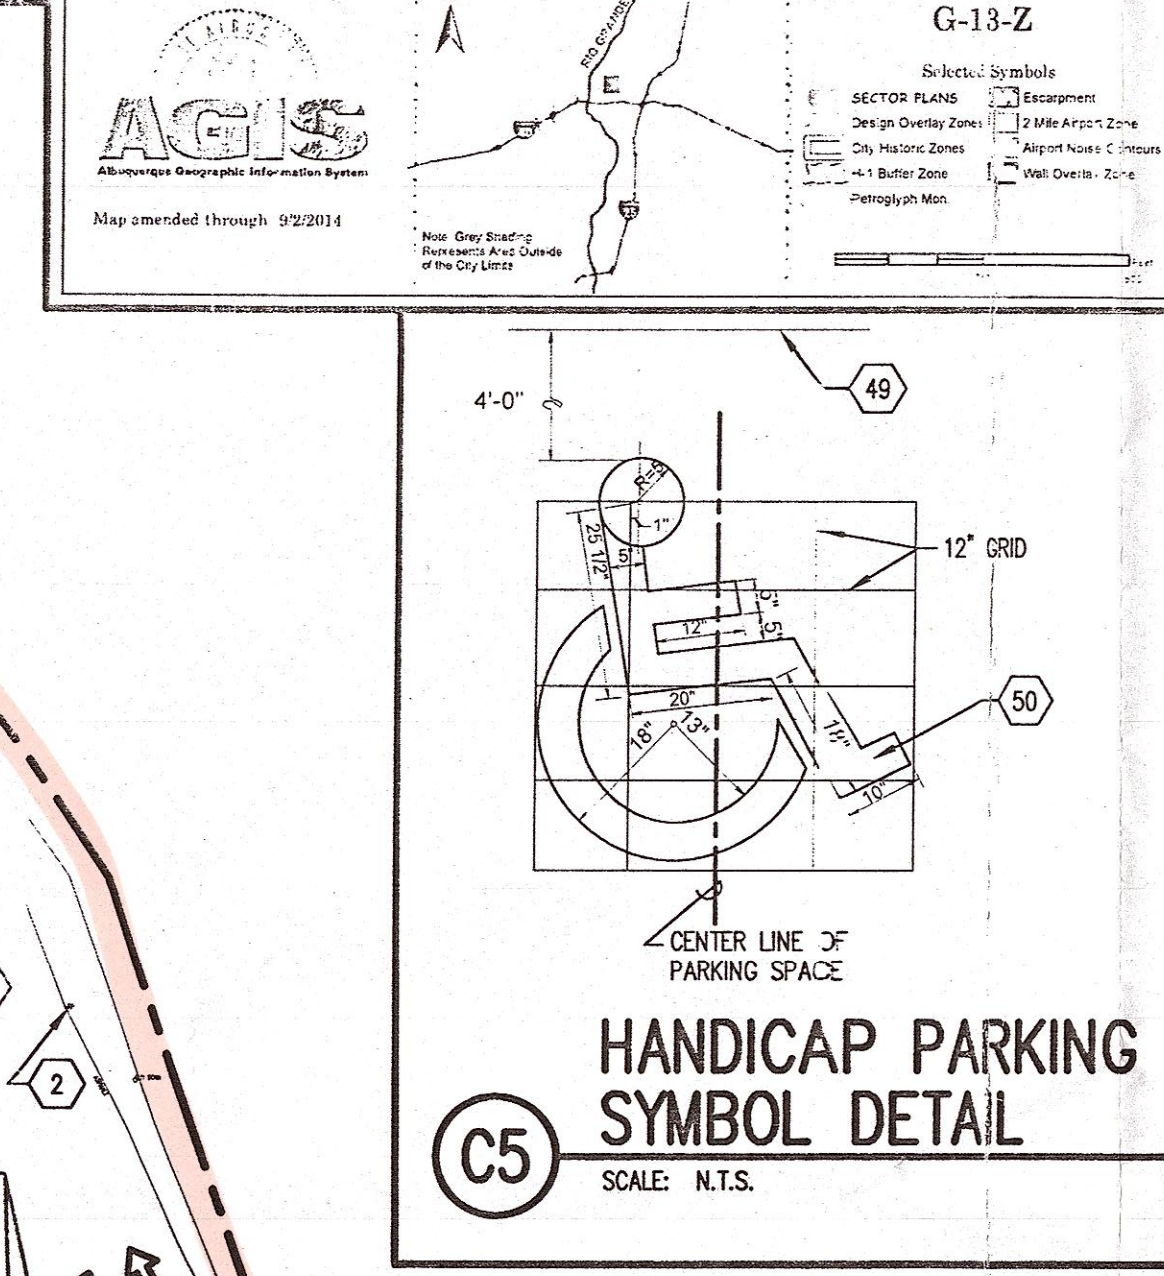 G-13-Z
RIO GRANDE
AGIS
Albuquerque Geographic Information System
Map amended through 9/2/2014
Note Grey Shading
Represents Area Outside
of the City Limits
Selected Symbols
SECTOR PLANS
Design Overlay Zones
City Historic Zones
H-1 Buffer Zone
Petroglyph Mon.
Escarpment
2 Mile Airport Zone
Airport Noise Contours
Wall Overlay Zone
Feet
4'-0"
49
R=5
1"
25 1/2"
5"
12" GRID
5"
5"
12"
20"
18"
13"
18"
10"
50
CENTER LINE OF
PARKING SPACE
2
HANDICAP PARKING
SYMBOL DETAIL
C5
SCALE: N.T.S.